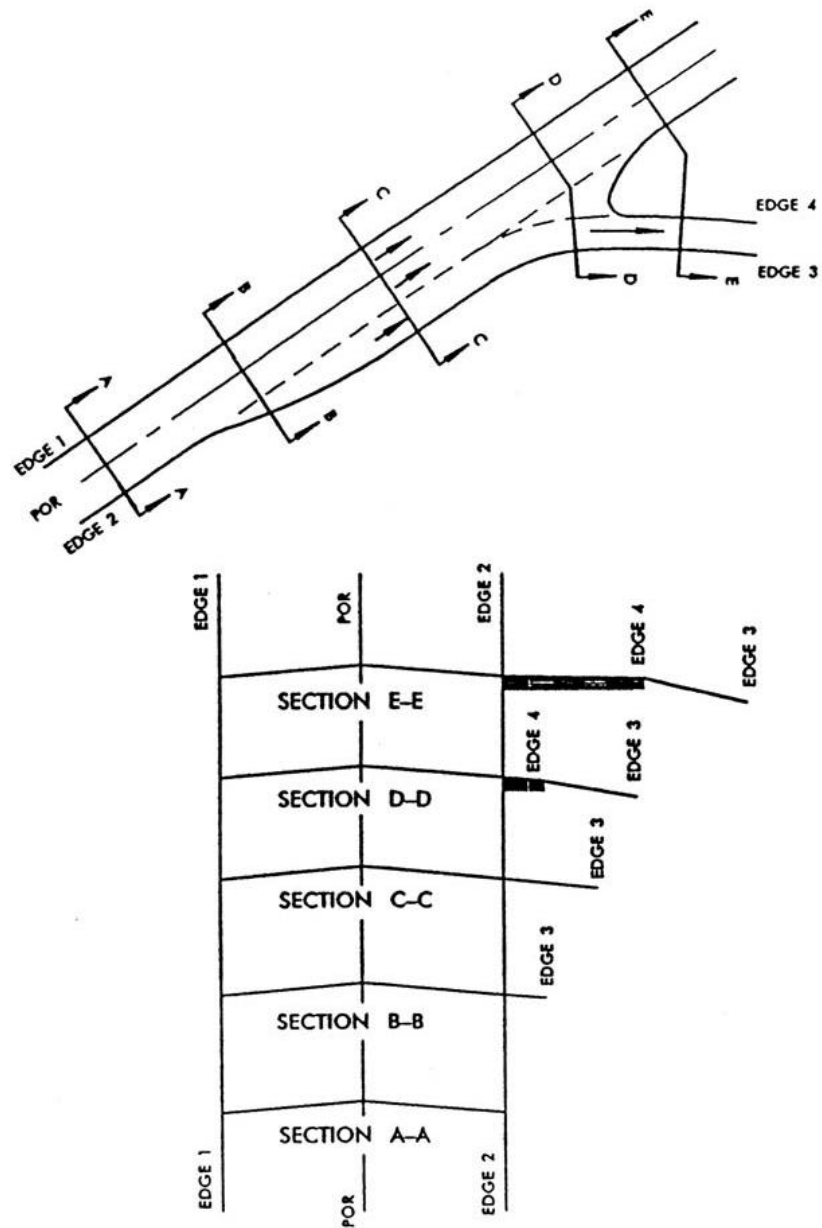 E
D
E
C
EDGE 4
B
EDGE 3
D
E
A
C
B
EDGE 1
POR
A
EDGE 2
EDGE 1
POR
EDGE 2
EDGE 4
EDGE 3
SECTION E–E
EDGE 4
EDGE 3
SECTION D–D
EDGE 3
SECTION C–C
EDGE 3
SECTION B–B
SECTION A–A
EDGE 1
POR
EDGE 2